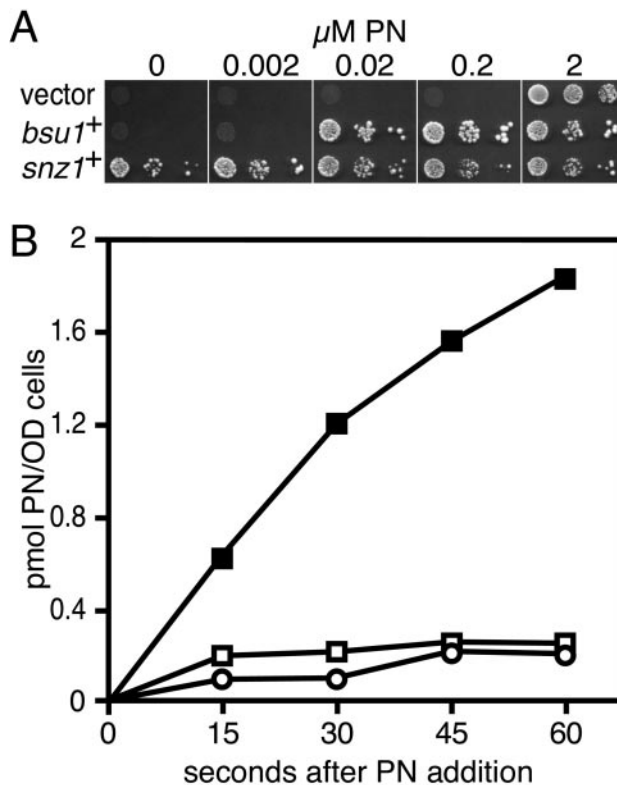 A
μM PN
0 0.002 0.02 0.2 2
vector
bsu1+
snz1+
B
pmol PN/OD cells
2
1.6
1.2
0.8
0.4
0
0 15 30 45 60
seconds after PN addition